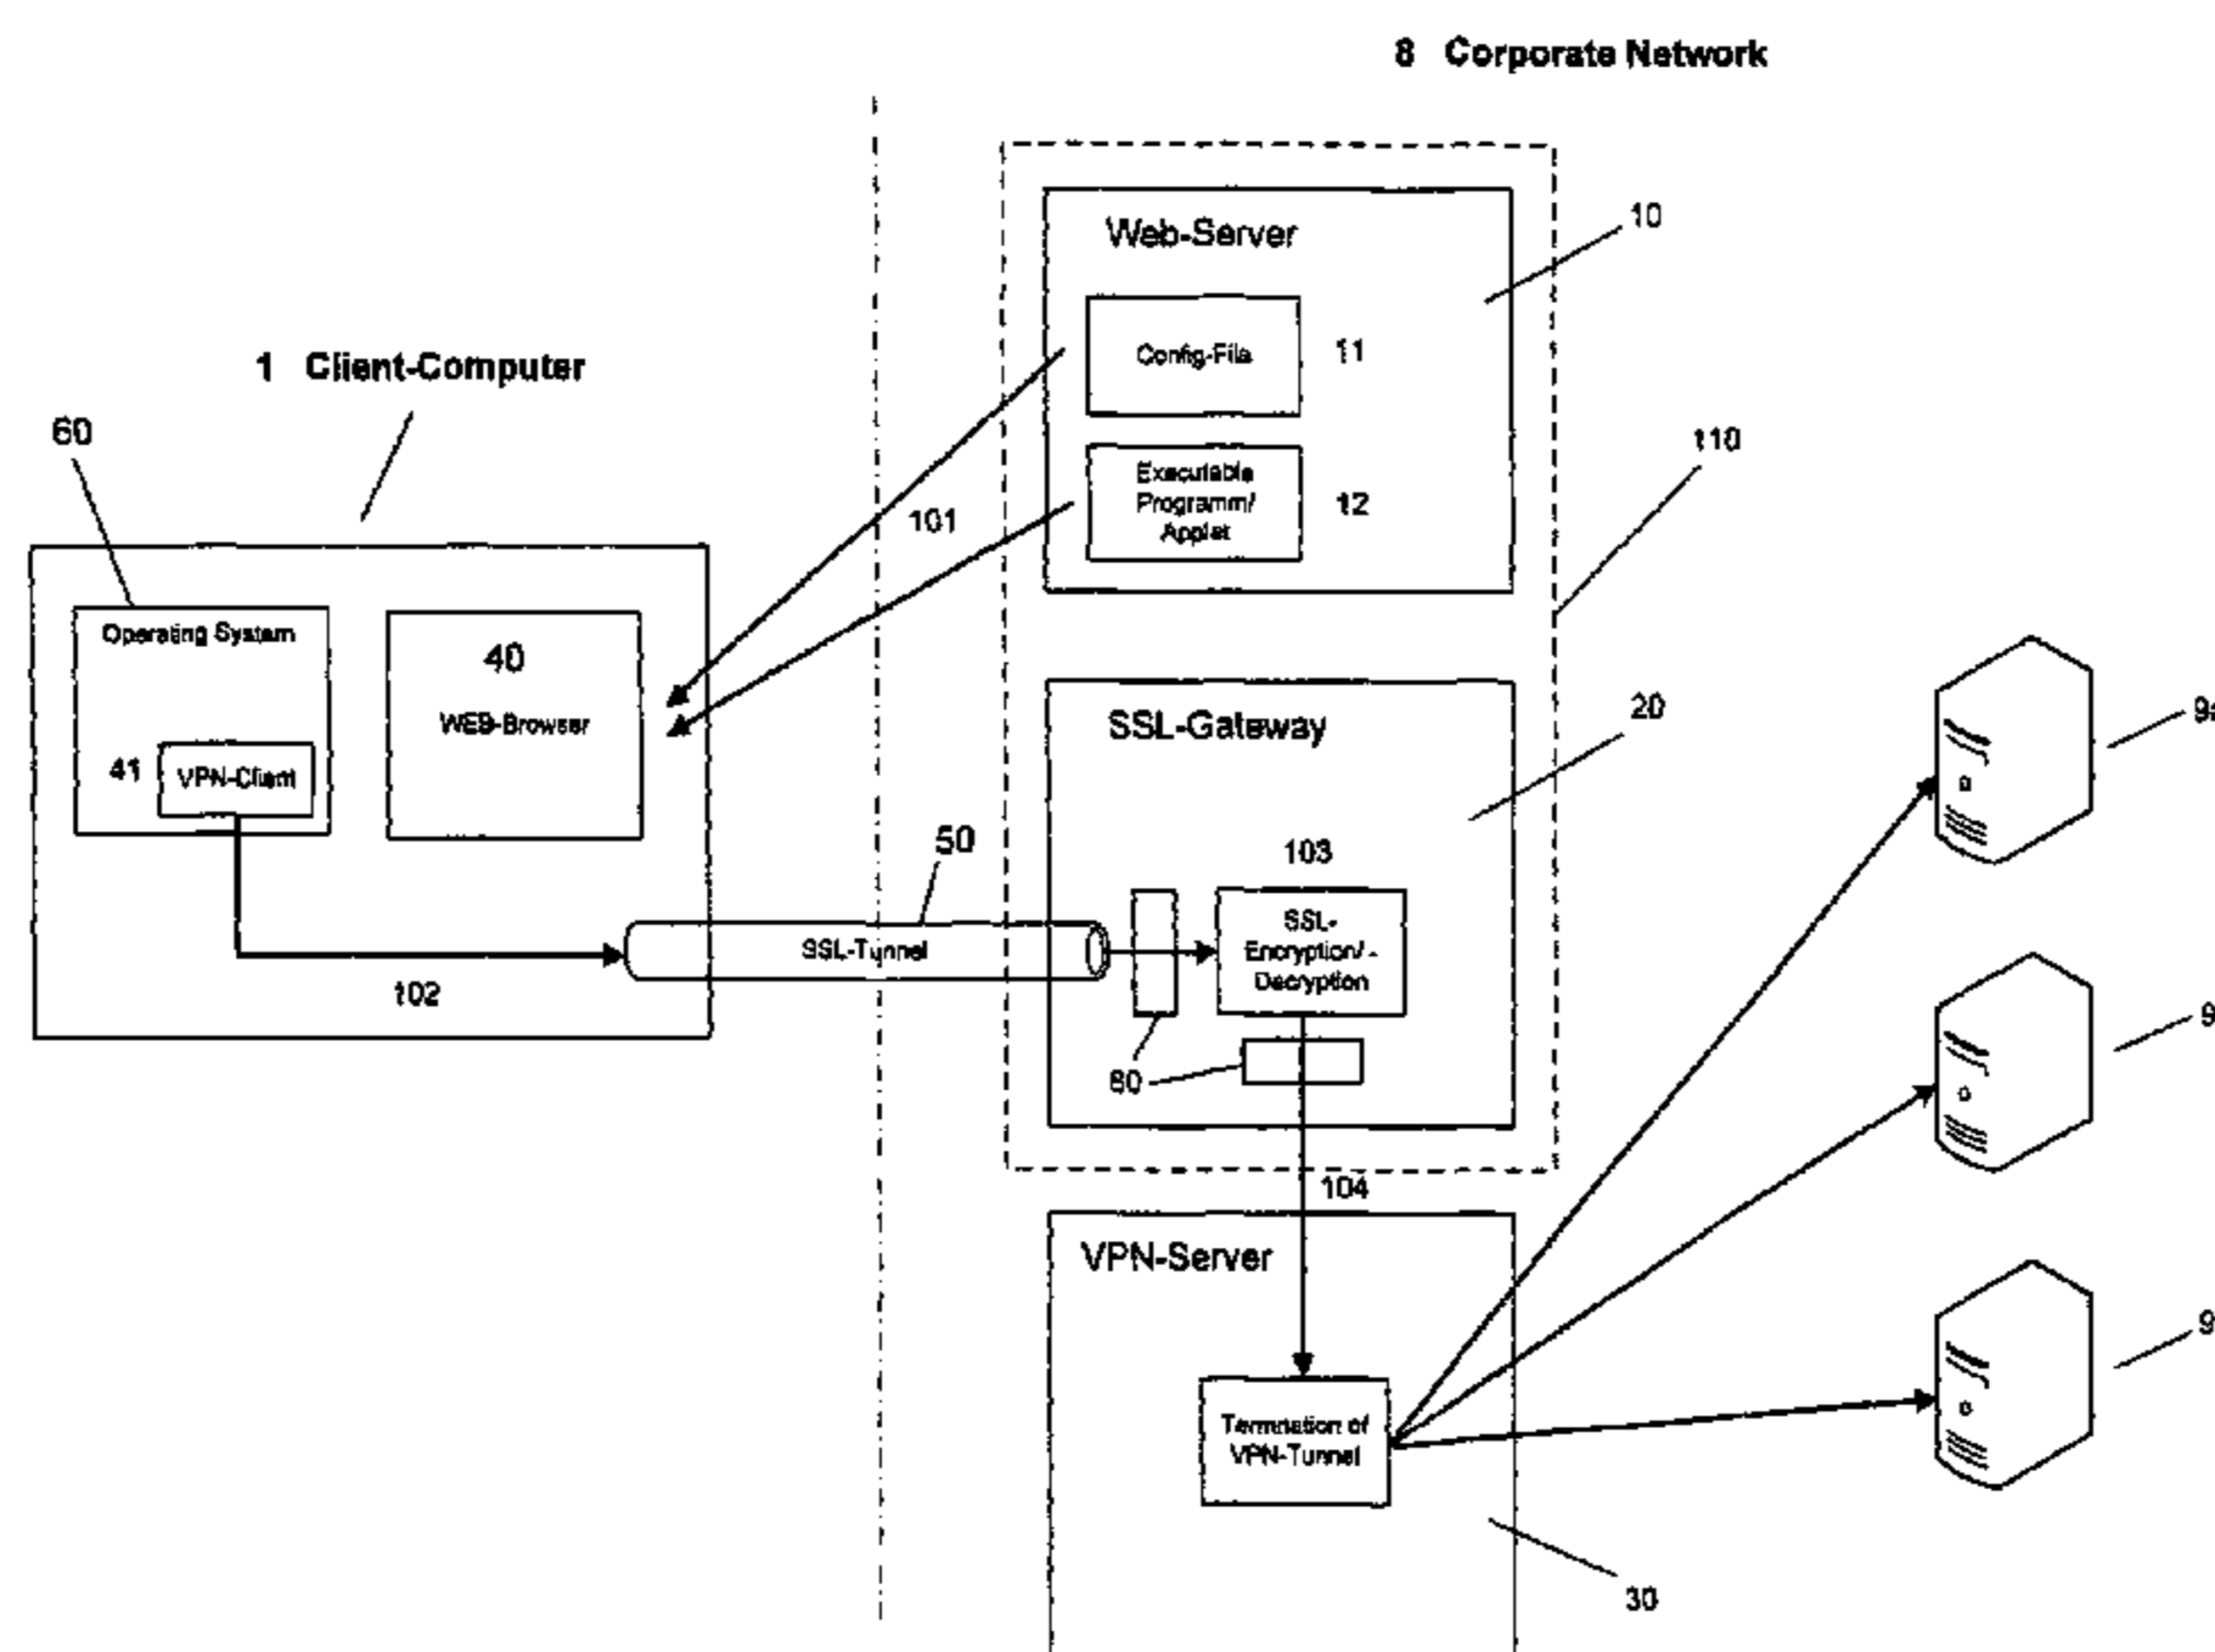 8 Corporate Network
1 Client-Computer
60
Operating System
41
VPN-Client
40
WEB-Browser
102
50
SSL-Tunnel
101
Web-Server
10
Config-File
11
Executable
Programm/
Applet
12
110
SSL-Gateway
20
103
SSL-
Encryption/-
Decryption
80
104
VPN-Server
Termination of
VPN-Tunnel
30
9
9